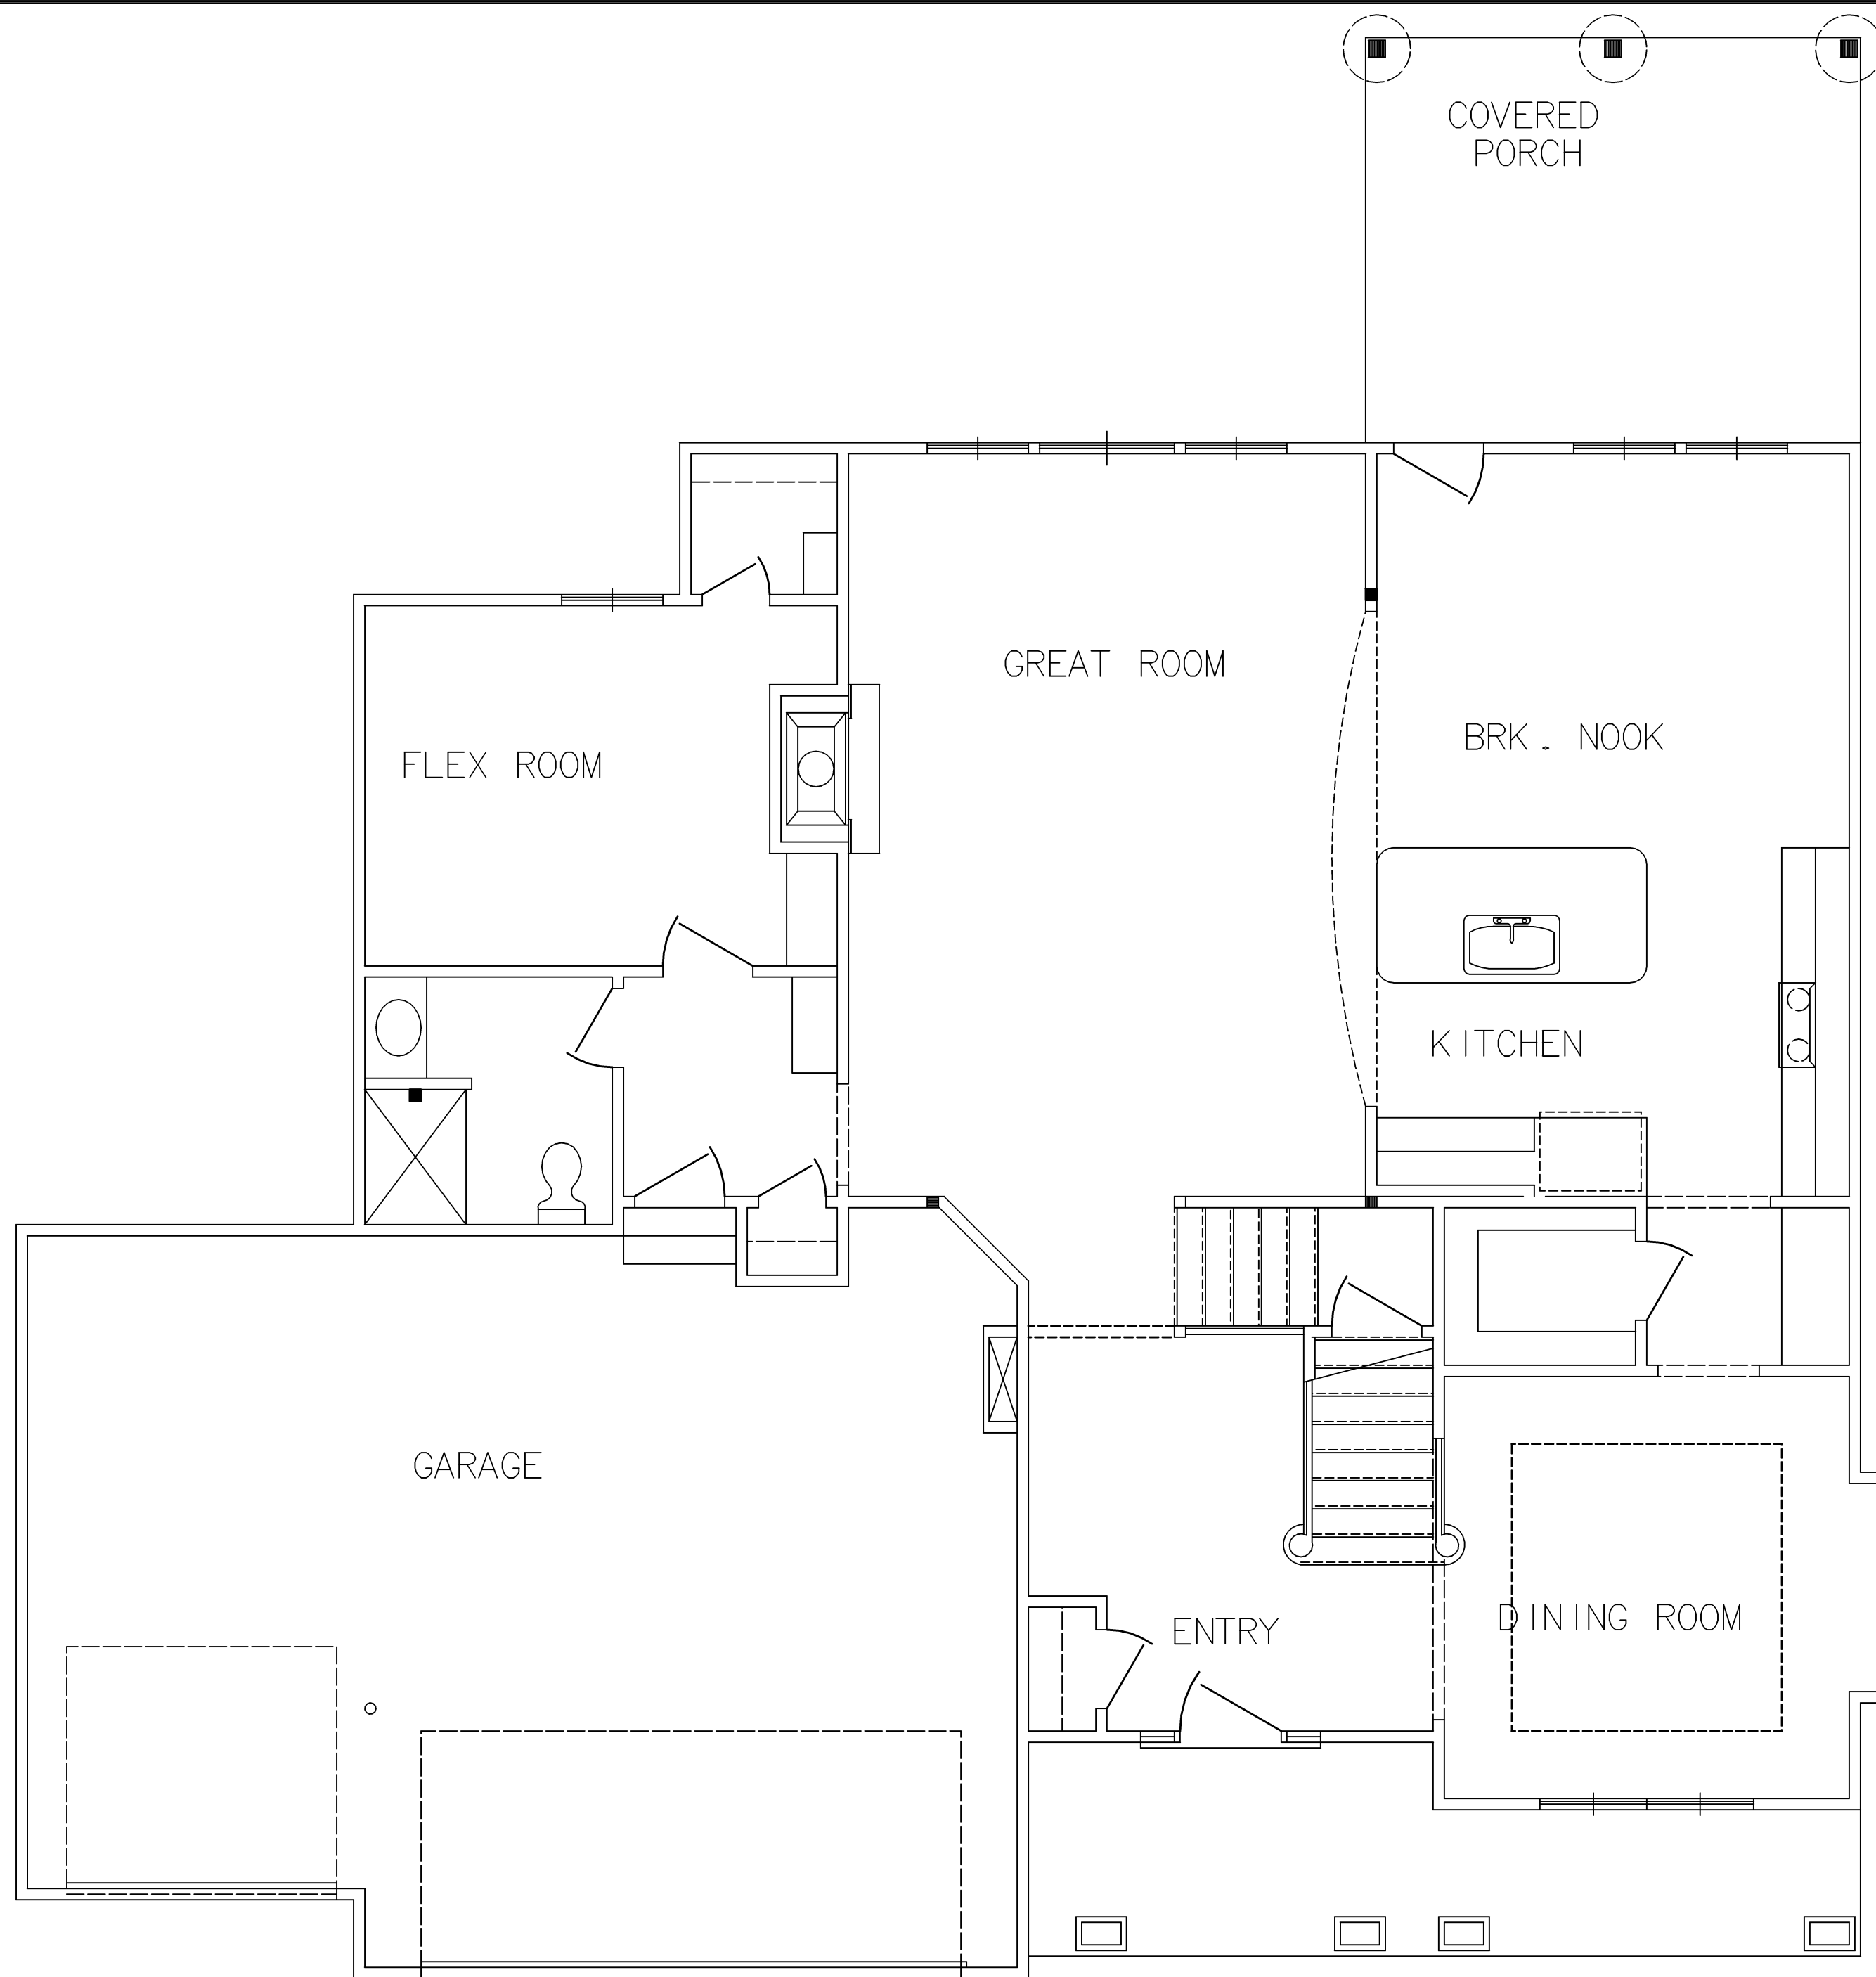 COVERED
PORCH
GREAT ROOM
BRK. NOOK
FLEX ROOM
KITCHEN
GARAGE
ENTRY
DINING ROOM